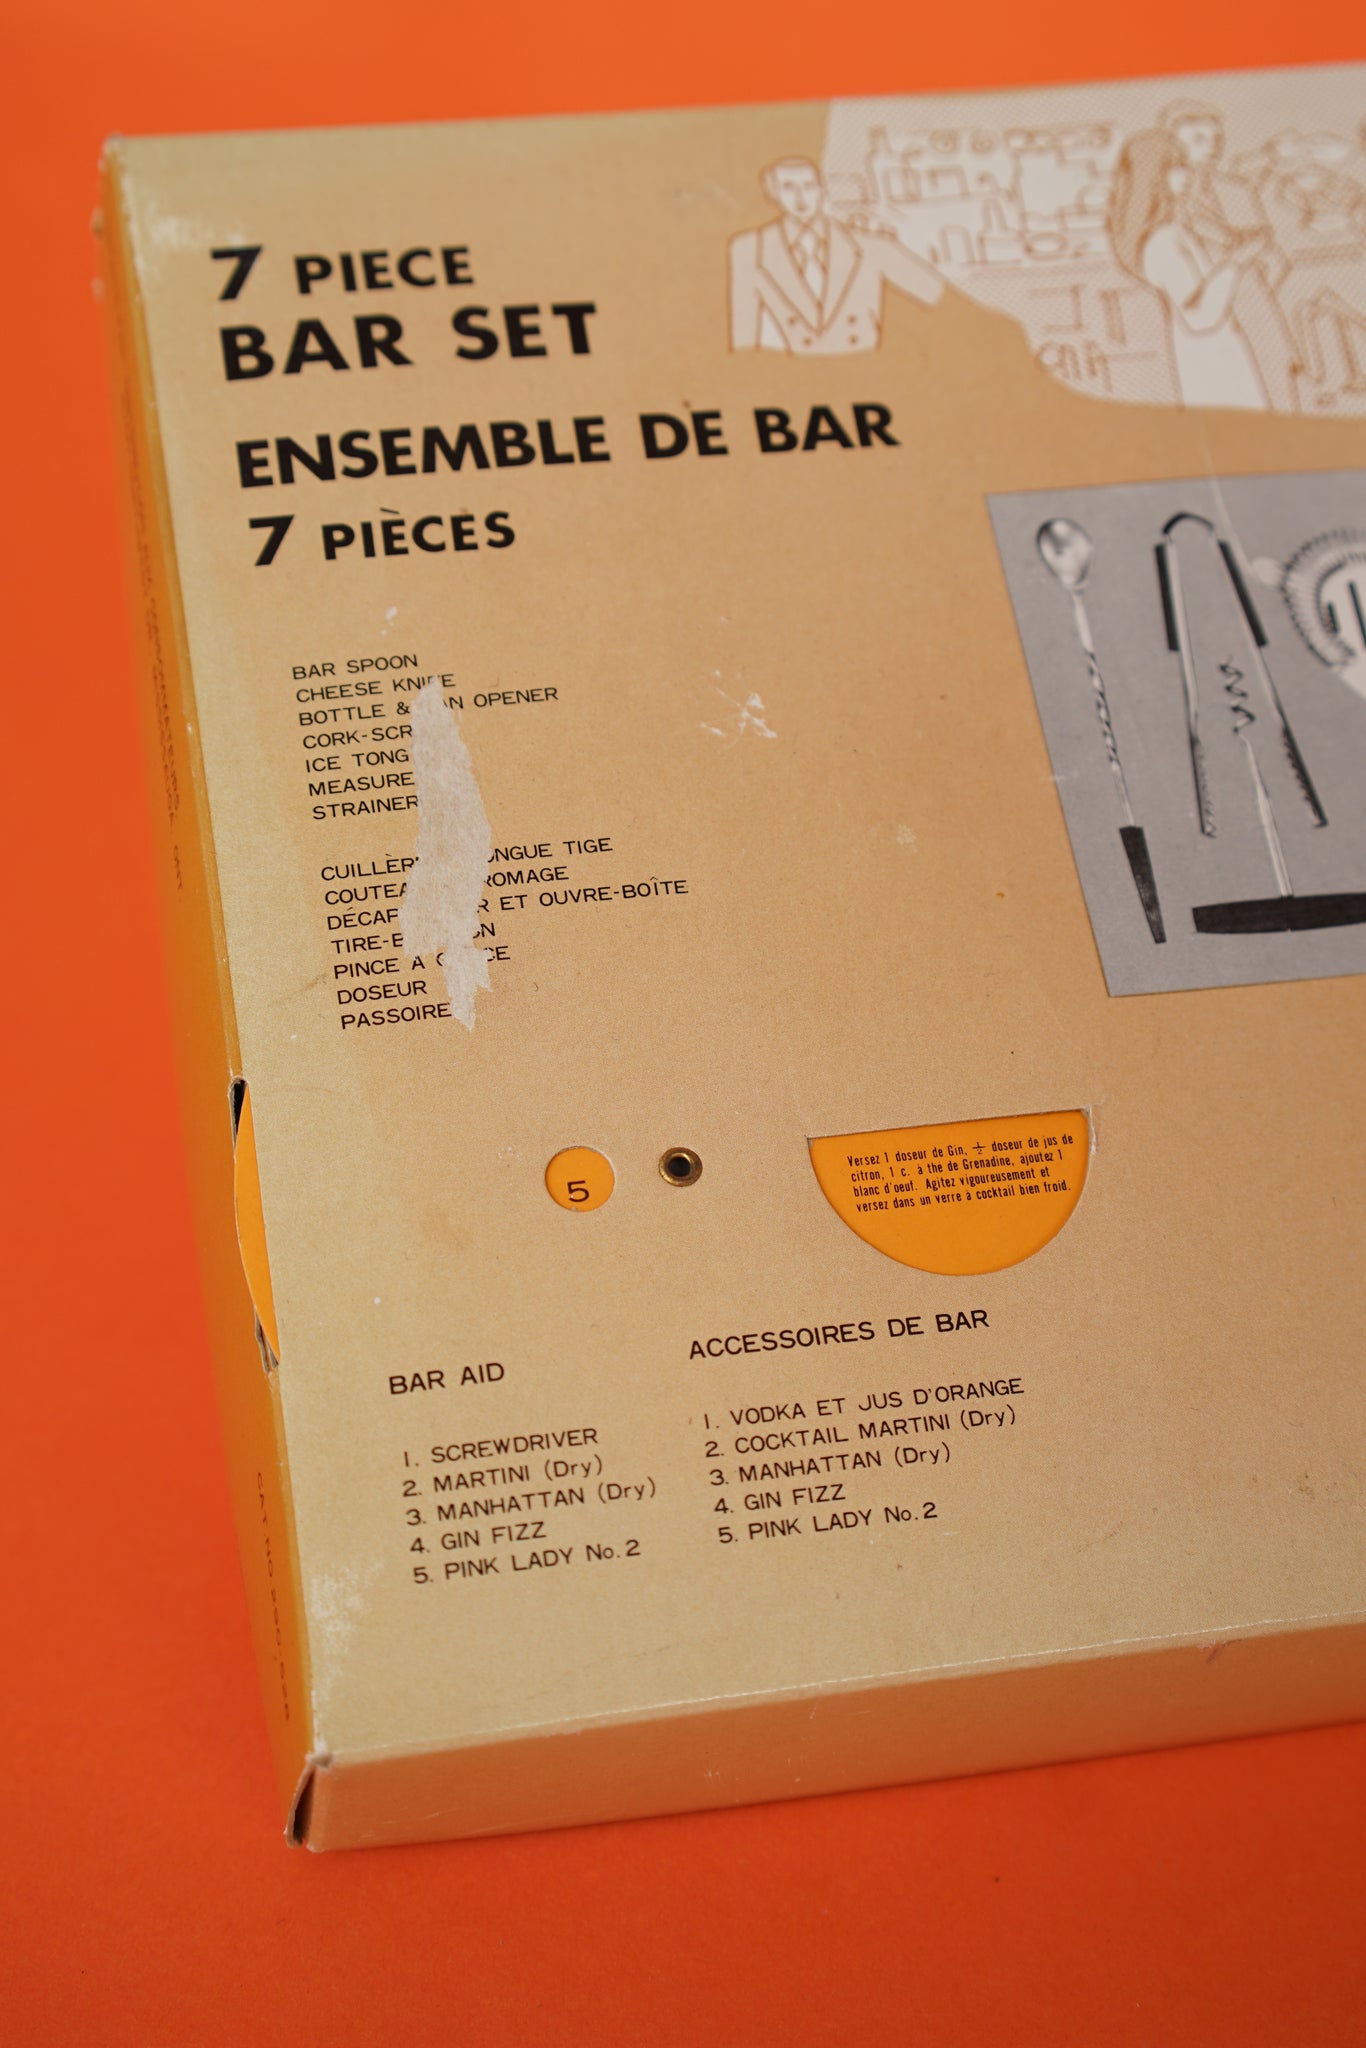 7 PIECE
BAR SET
ENSEMBLE DE BAR
7 PIÈCES
BAR SPOON
CHEESE KNIFE
BOTTLE & OPENER
CORK-SCR
ICE TONG
MEASURE
STRAINER
CUILLÈR ONGUE TIGE
COUTEA ROMAGE
DÉCAP R ET OUVRE-BOÎTE
TIRE-B
PINCE À
DOSEUR
PASSOIRE
5
Versez 1 doseur de Gin, ½ doseur de jus de
citron, 1 c. à thé de Grenadine, ajoutez 1
blanc d'oeuf. Agitez vigoureusement et
versez dans un verre à cocktail bien froid.
BAR AID
1. SCREWDRIVER
2. MARTINI (Dry)
3. MANHATTAN (Dry)
4. GIN FIZZ
5. PINK LADY No. 2
ACCESSOIRES DE BAR
1. VODKA ET JUS D'ORANGE
2. COCKTAIL MARTINI (Dry)
3. MANHATTAN (Dry)
4. GIN FIZZ
5. PINK LADY No. 2
CAT NO